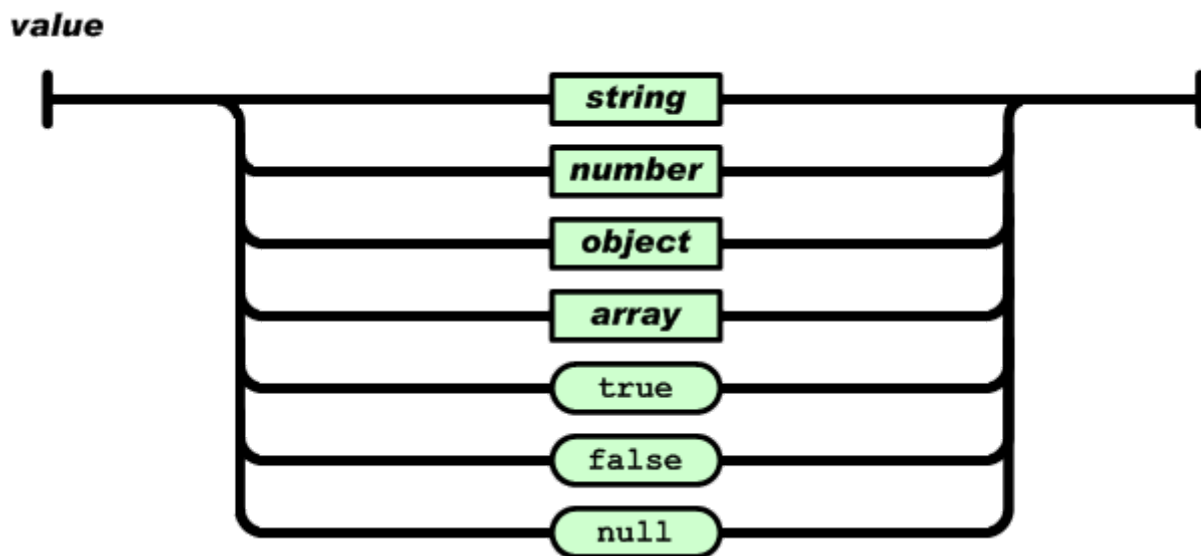 value
string
number
object
array
true
false
null